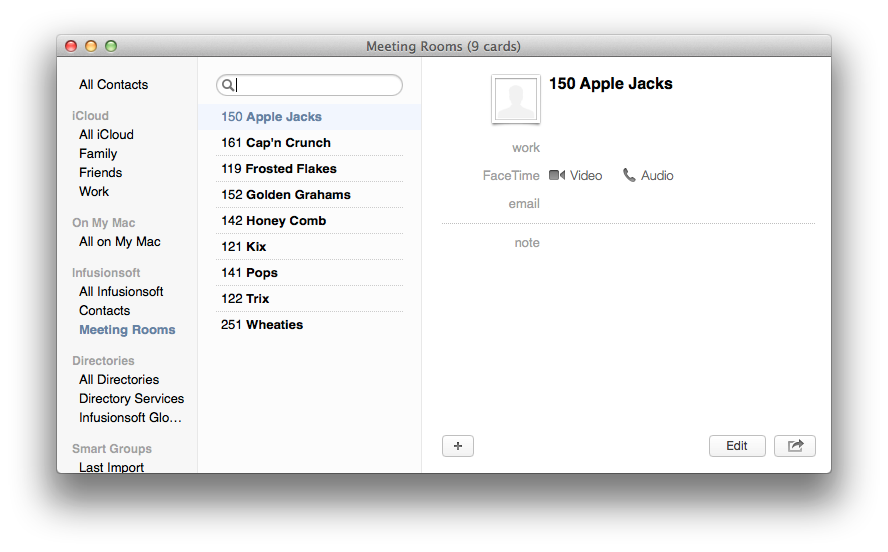 Meeting Rooms (9 cards)
All Contacts
iCloud
All iCloud
Family
Friends
Work
On My Mac
All on My Mac
Infusionsoft
All Infusionsoft
Contacts
Meeting Rooms
Directories
All Directories
Directory Services
Infusionsoft Glo...
Smart Groups
Last Import
150 Apple Jacks
161 Cap'n Crunch
119 Frosted Flakes
152 Golden Grahams
142 Honey Comb
121 Kix
141 Pops
122 Trix
251 Wheaties
150 Apple Jacks
work
FaceTime Video Audio
email
note
+ Edit